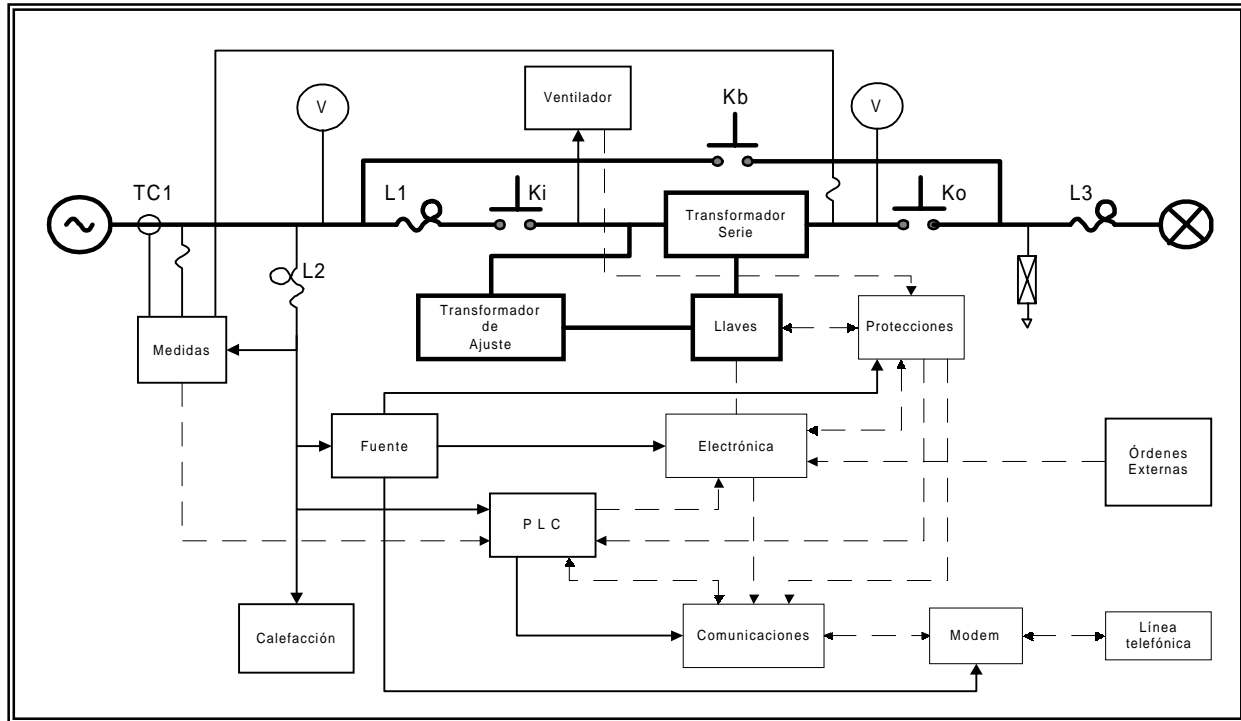 Ventilador
V
V
Kb
TC1
L1
Ki
Transformador
Serie
Ko
L3
L2
Transformador
de
Ajuste
Llaves
Protecciones
Medidas
Fuente
Electrónica
Órdenes
Externas
P L C
Calefacción
Comunicaciones
Modem
Línea
telefónica